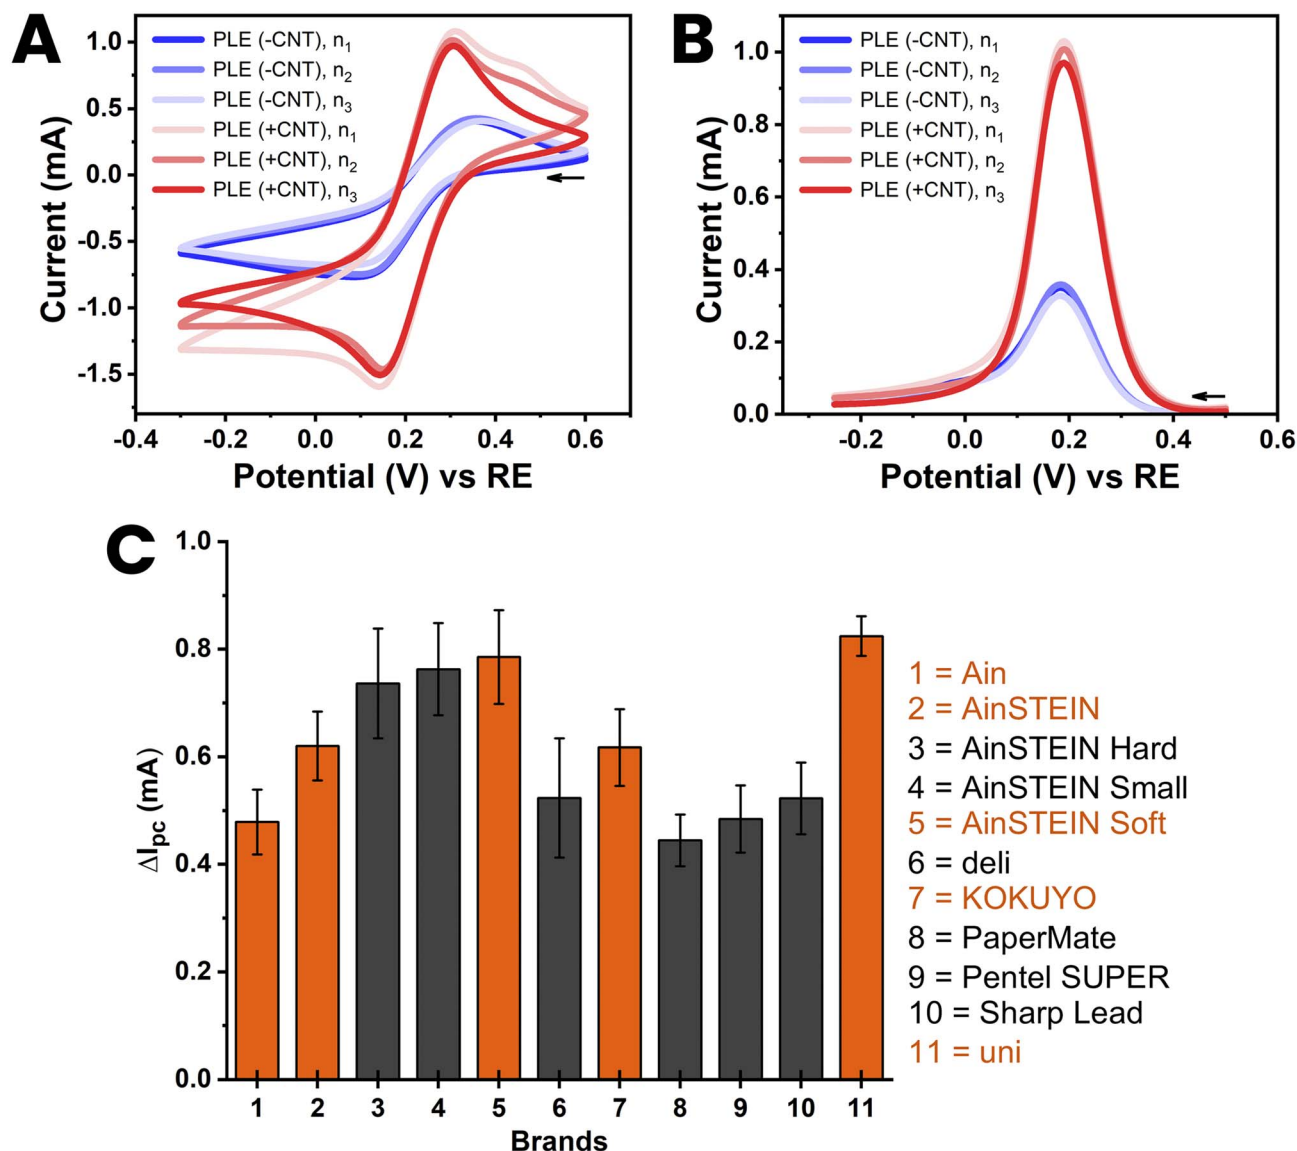 A
PLE (-CNT), n1
PLE (-CNT), n2
PLE (-CNT), n3
PLE (+CNT), n1
PLE (+CNT), n2
PLE (+CNT), n3
Current (mA)
1.0
0.5
0.0
-0.5
-1.0
-1.5
-0.4
-0.2
0.0
0.2
0.4
0.6
Potential (V) vs RE
B
PLE (-CNT), n1
PLE (-CNT), n2
PLE (-CNT), n3
PLE (+CNT), n1
PLE (+CNT), n2
PLE (+CNT), n3
Current (mA)
1.0
0.8
0.6
0.4
0.2
0.0
-0.2
0.0
0.2
0.4
0.6
Potential (V) vs RE
C
ΔIpc (mA)
1.0
0.8
0.6
0.4
0.2
0.0
1
2
3
4
5
6
7
8
9
10
11
Brands
1 = Ain
2 = AinSTEIN
3 = AinSTEIN Hard
4 = AinSTEIN Small
5 = AinSTEIN Soft
6 = deli
7 = KOKUYO
8 = PaperMate
9 = Pentel SUPER
10 = Sharp Lead
11 = uni